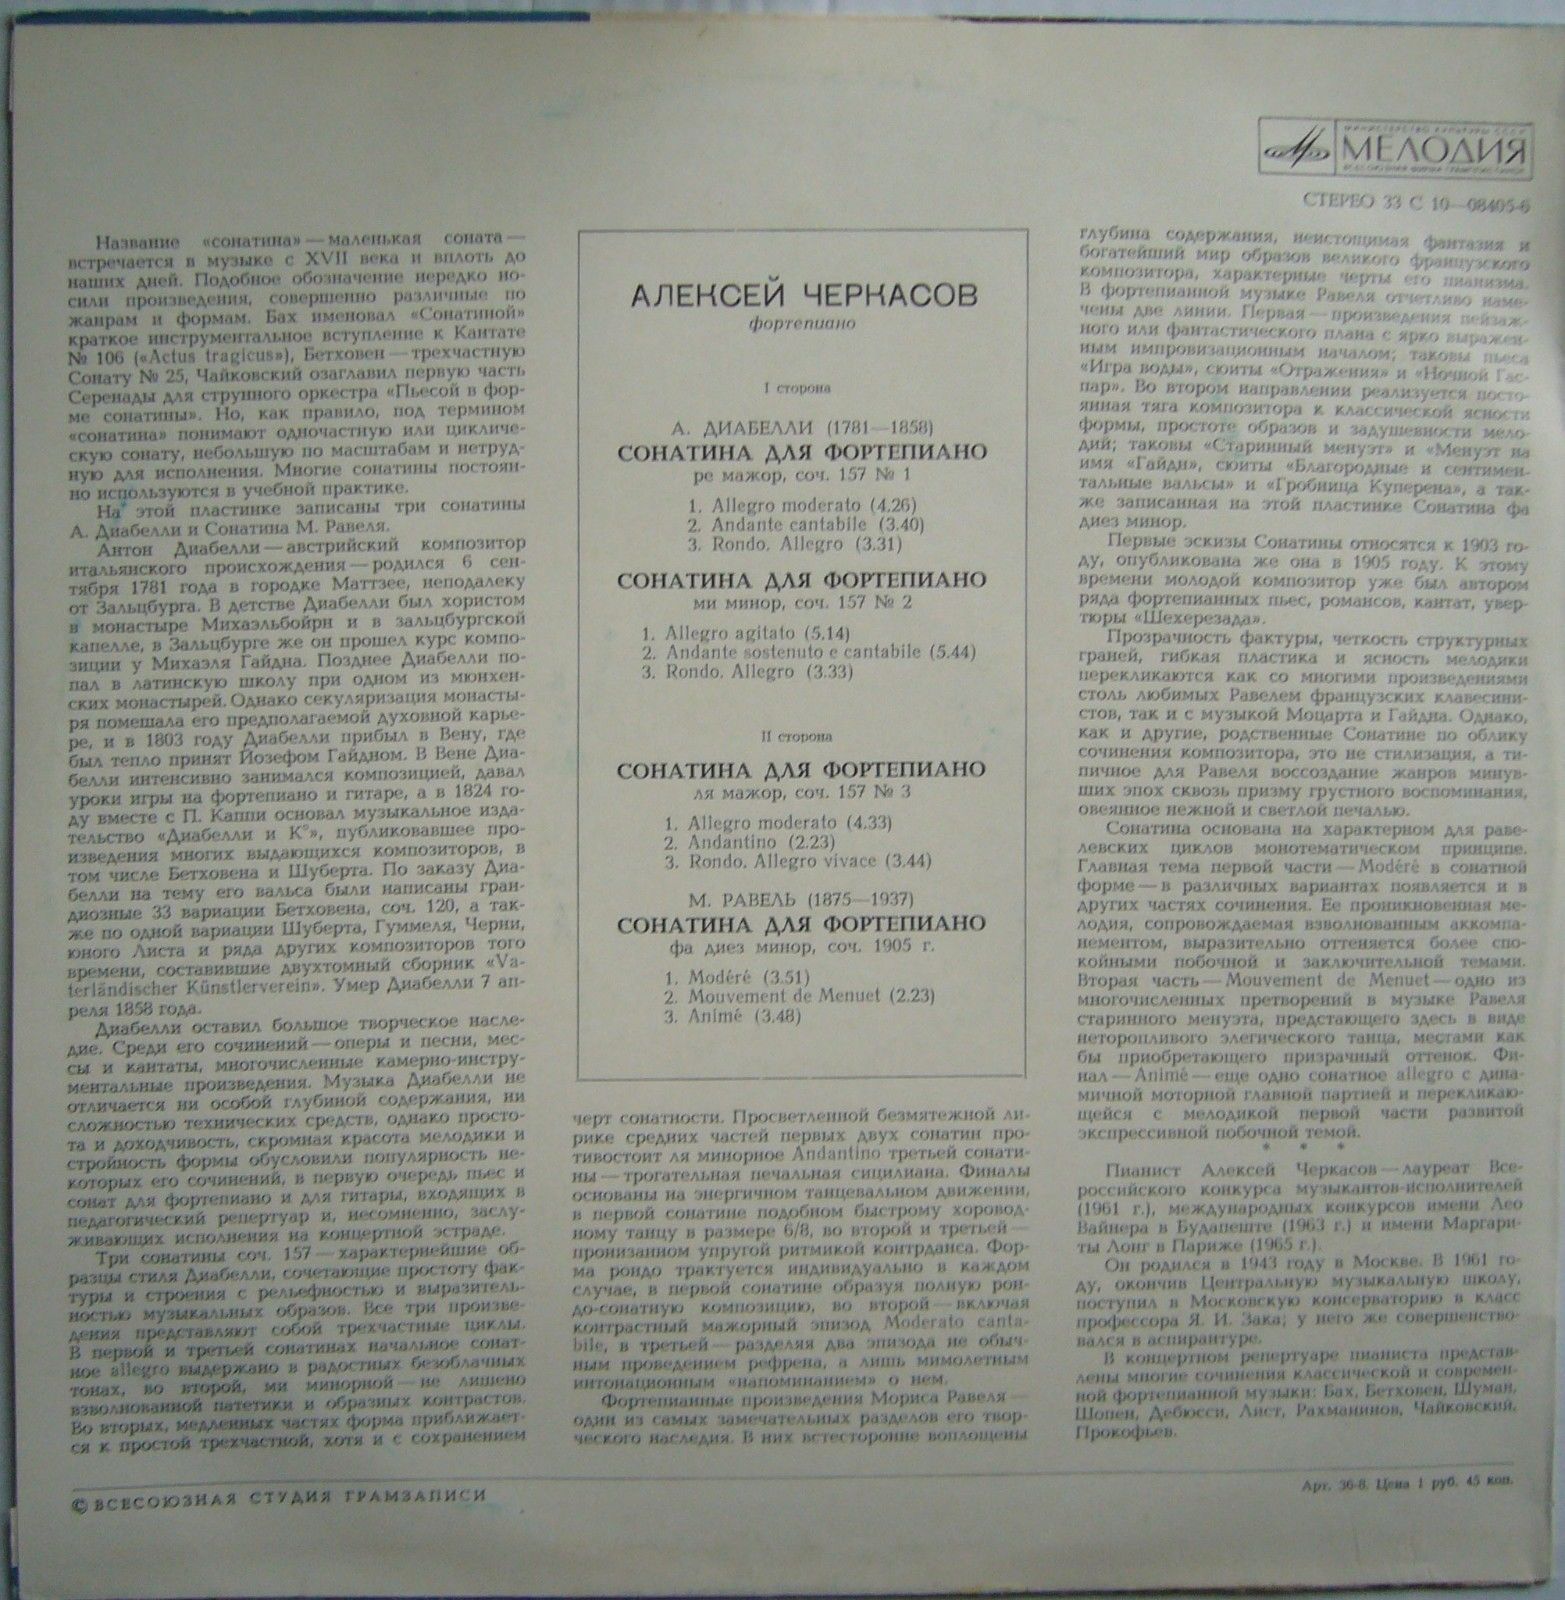 МИНИСТЕРСТВО КУЛЬТУРЫ СССР
МЕЛОДИЯ
ВСЕСОЮЗНАЯ ФИРМА ГРАМПЛАСТИНОК
СТЕРЕО 33 С 10—08405-6
Название «сонатина» — маленькая соната —
встречается в музыке с XVII века и вплоть до
наших дней. Подобное обозначение нередко но-
сили произведения, совершенно различные по
жанрам и формам. Бах именовал «Сонатиной»
краткое инструментальное вступление к Кантате
№ 106 («Actus tragicus»), Бетховен — трехчастную
Сонату № 25, Чайковский озаглавил первую часть
Серенады для струнного оркестра «Пьесой в фор-
ме сонатины». Но, как правило, под термином
«сонатина» понимают одночастную или цикличе-
скую сонату, небольшую по масштабам и нетруд-
ную для исполнения. Многие сонатины постоян-
но используются в учебной практике.
На этой пластинке записаны три сонатины
А. Диабелли и Сонатина М. Равеля.
Антон Диабелли — австрийский композитор
итальянского происхождения — родился 6 сен-
тября 1781 года в городке Маттзее, неподалеку
от Зальцбурга. В детстве Диабелли был хористом
в монастыре Михаэльбойрн и в зальцбургской
капелле, в Зальцбурге же он прошел курс компо-
зиции у Михаэля Гайдна. Позднее Диабелли по-
пал в латинскую школу при одном из мюнхен-
ских монастырей. Однако секуляризация монасты-
ря помешала его предполагаемой духовной карье-
ре, и в 1803 году Диабелли прибыл в Вену, где
был тепло принят Йозефом Гайдном. В Вене Диа-
белли интенсивно занимался композицией, давал
уроки игры на фортепиано и гитаре, а в 1824 го-
ду вместе с П. Каппи основал музыкальное изда-
тельство «Диабелли и К°», публиковавшее про-
изведения многих выдающихся композиторов, в
том числе Бетховена и Шуберта. По заказу Диа-
белли на тему его вальса были написаны гран-
диозные 33 вариации Бетховена, соч. 120, а так-
же по одной вариации Шуберта, Гуммеля, Черни,
юного Листа и ряда других композиторов того
времени, составившие двухтомный сборник «Va-
terländischer Künstlerverein». Умер Диабелли 7 ап-
реля 1858 года.
Диабелли оставил большое творческое насле-
дие. Среди его сочинений — оперы и песни, мес-
сы и кантаты, многочисленные камерно-инстру-
ментальные произведения. Музыка Диабелли не
отличается ни особой глубиной содержания, ни
сложностью технических средств, однако просто-
та и доходчивость, скромная красота мелодики и
стройность формы обусловили популярность не-
которых его сочинений, в первую очередь пьес и
сонат для фортепиано и для гитары, входящих в
педагогический репертуар и, несомненно, заслу-
живающих исполнения на концертной эстраде.
Три сонатины соч. 157 — характернейшие об-
разцы стиля Диабелли, сочетающие простоту фак-
туры и строения с рельефностью и выразитель-
ностью музыкальных образов. Все три произве-
дения представляют собой трехчастные циклы.
В первой и третьей сонатинах начальное сонат-
ное allegro выдержано в радостных безоблачных
тонах, во второй, ми минорной — не лишено
взволнованной патетики и образных контрастов.
Во вторых, медленных частях форма приближает-
ся к простой трехчастной, хотя и с сохранением
АЛЕКСЕЙ ЧЕРКАСОВ
фортепиано
I сторона
А. ДИАБЕЛЛИ (1781—1858)
СОНАТИНА ДЛЯ ФОРТЕПИАНО
ре мажор, соч. 157 № 1
1. Allegro moderato (4.26)
2. Andante cantabile (3.40)
3. Rondo. Allegro (3.31)
СОНАТИНА ДЛЯ ФОРТЕПИАНО
ми минор, соч. 157 № 2
1. Allegro agitato (5.14)
2. Andante sostenuto e cantabile (5.44)
3. Rondo. Allegro (3.33)
II сторона
СОНАТИНА ДЛЯ ФОРТЕПИАНО
ля мажор, соч. 157 № 3
1. Allegro moderato (4.33)
2. Andantino (2.23)
3. Rondo. Allegro vivace (3.44)
М. РАВЕЛЬ (1875—1937)
СОНАТИНА ДЛЯ ФОРТЕПИАНО
фа диез минор, соч. 1905 г.
1. Modéré (3.51)
2. Mouvement de Menuet (2.23)
3. Animé (3.48)
черт сонатности. Просветленной безмятежной ли-
рике средних частей первых двух сонатин про-
тивостоит ля минорное Andantino третьей сонати-
ны — трогательная печальная сицилиана. Финалы
основаны на энергичном танцевальном движении,
в первой сонатине подобном быстрому хоровод-
ному танцу в размере 6/8, во второй и третьей —
пронизанном упругой ритмикой контрданса. Фор-
ма рондо трактуется индивидуально в каждом
случае, в первой сонатине образуя полную рон-
до-сонатную композицию, во второй — включая
контрастный мажорный эпизод Moderato canta-
bile, в третьей — разделяя два эпизода не обыч-
ным проведением рефрена, а лишь мимолетным
интонационным «напоминанием» о нем.
Фортепианные произведения Мориса Равеля —
один из самых замечательных разделов его твор-
ческого наследия. В них всесторонне воплощены
глубина содержания, неистощимая фантазия и
богатейший мир образов великого французского
композитора, характерные черты его пианизма.
В фортепианной музыке Равеля отчетливо наме-
чены две линии. Первая — произведения пейзаж-
ного или фантастического плана с ярко выражен-
ным импровизационным началом; таковы пьеса
«Игра воды», сюиты «Отражения» и «Ночной Гас-
пар». Во втором направлении реализуется посто-
янная тяга композитора к классической ясности
формы, простоте образов и задушевности мело-
дий; таковы «Старинный менуэт» и «Менуэт на
имя «Гайдн», сюиты «Благородные и сентимен-
тальные вальсы» и «Гробница Куперена», а так-
же записанная на этой пластинке Сонатина фа
диез минор.
Первые эскизы Сонатины относятся к 1903 го-
ду, опубликована же она в 1905 году. К этому
времени молодой композитор уже был автором
ряда фортепианных пьес, романсов, кантат, увер-
тюры «Шехерезада».
Прозрачность фактуры, четкость структурных
граней, гибкая пластика и ясность мелодики
перекликаются как со многими произведениями
столь любимых Равелем французских клавесини-
стов, так и с музыкой Моцарта и Гайдна. Однако,
как и другие, родственные Сонатине по облику
сочинения композитора, это не стилизация, а ти-
пичное для Равеля воссоздание жанров минув-
ших эпох сквозь призму грустного воспоминания,
овеянное нежной и светлой печалью.
Сонатина основана на характерном для раве-
левских циклов монотематическом принципе.
Главная тема первой части — Modéré в сонатной
форме — в различных вариантах появляется и в
других частях сочинения. Ее проникновенная ме-
лодия, сопровождаемая взволнованным аккомпа-
нементом, выразительно оттеняется более спо-
койными побочной и заключительной темами.
Вторая часть — Mouvement de Menuet — одно из
многочисленных претворений в музыке Равеля
старинного менуэта, предстающего здесь в виде
неторопливого элегического танца, местами как
бы приобретающего призрачный оттенок. Фи-
нал — Animé — еще одно сонатное allegro с дина-
мичной моторной главной партией и перекликаю-
щейся с мелодикой первой части развитой
экспрессивной побочной темой.
* * *
Пианист Алексей Черкасов — лауреат Все-
российского конкурса музыкантов-исполнителей
(1961 г.), международных конкурсов имени Лео
Вайнера в Будапеште (1963 г.) и имени Маргари-
ты Лонг в Париже (1965 г.).
Он родился в 1943 году в Москве. В 1961 го-
ду, окончив Центральную музыкальную школу,
поступил в Московскую консерваторию в класс
профессора Я. И. Зака; у него же совершенство-
вался в аспирантуре.
В концертном репертуаре пианиста представ-
лены многие сочинения классической и современ-
ной фортепианной музыки: Бах, Бетховен, Шуман,
Шопен, Дебюсси, Лист, Рахманинов, Чайковский,
Прокофьев.
© ВСЕСОЮЗНАЯ СТУДИЯ ГРАМЗАПИСИ
Арт. 36-8. Цена 1 руб. 45 коп.